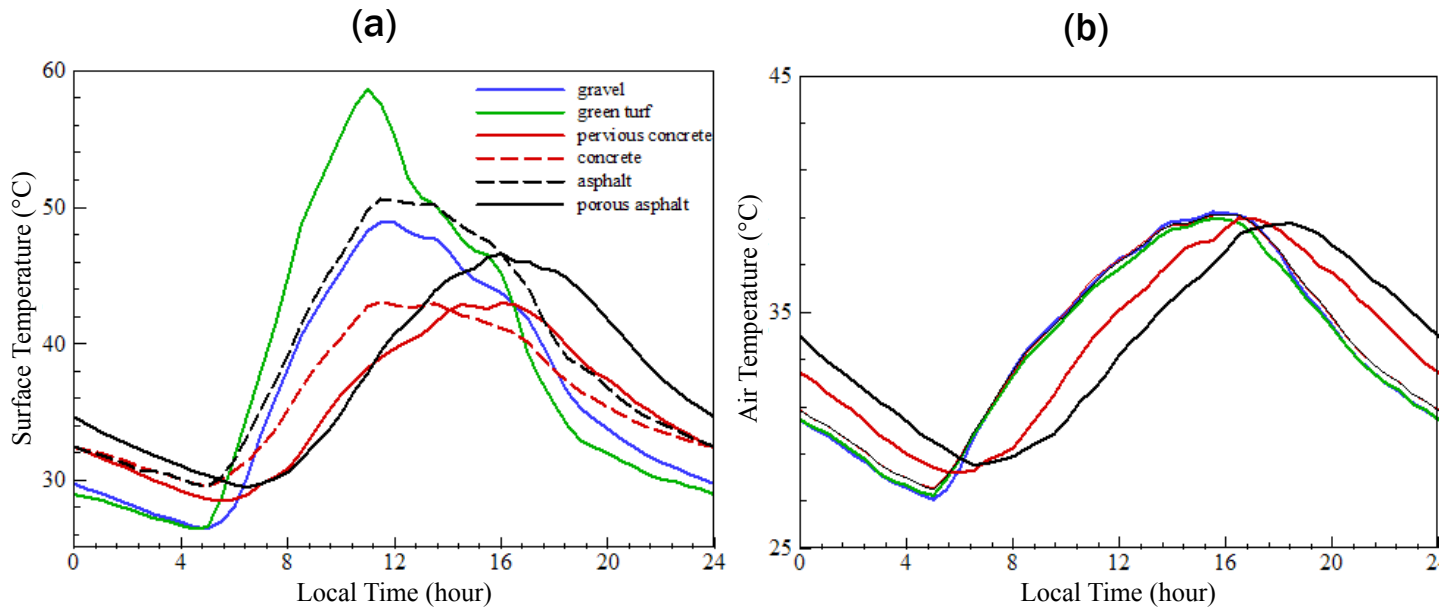 (a)
60
50
40
30
Surface Temperature (°C)
gravel
green turf
pervious concrete
concrete
asphalt
porous asphalt
0 4 8 12 16 20 24
Local Time (hour)
(b)
45
35
25
Air Temperature (°C)
0 4 8 12 16 20 24
Local Time (hour)